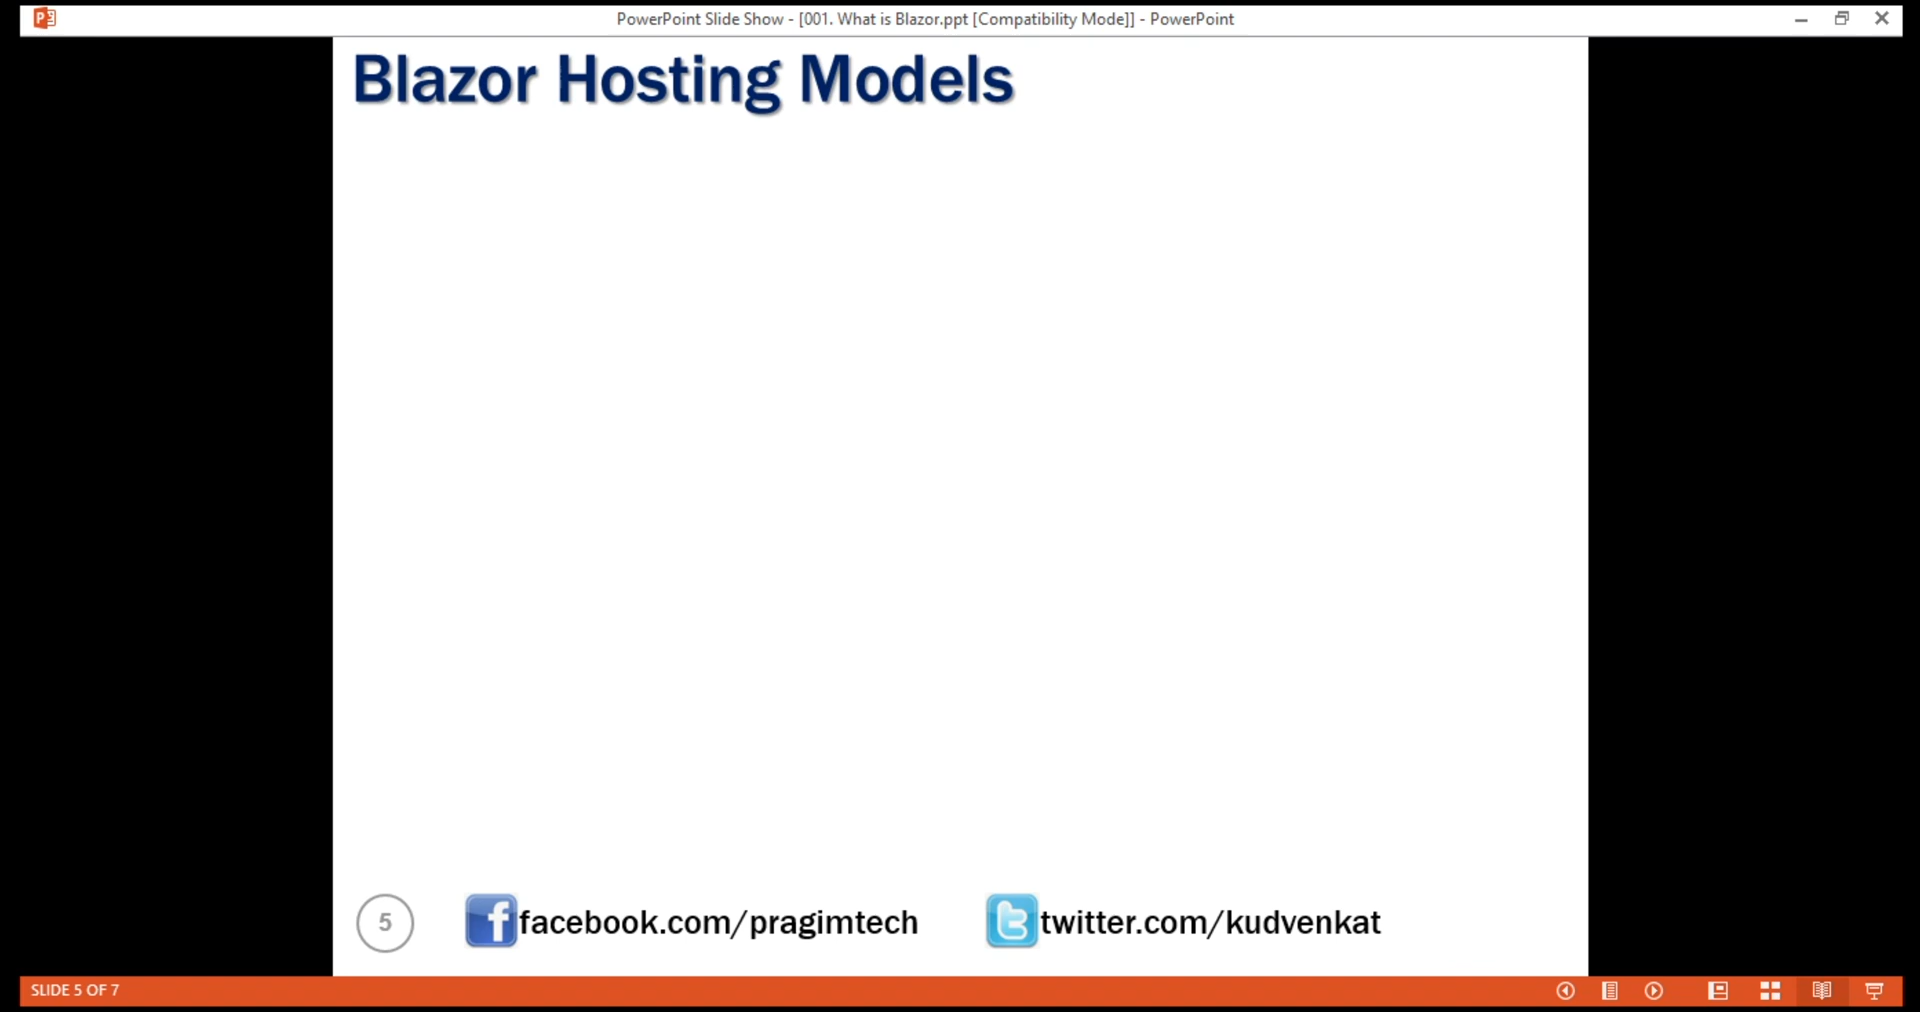 PowerPoint Slide Show - [001. What is Blazor.ppt [Compatibility Mode]] - PowerPoint
Blazor Hosting Models
5
facebook.com/pragimtech
twitter.com/kudvenkat
SLIDE 5 OF 7